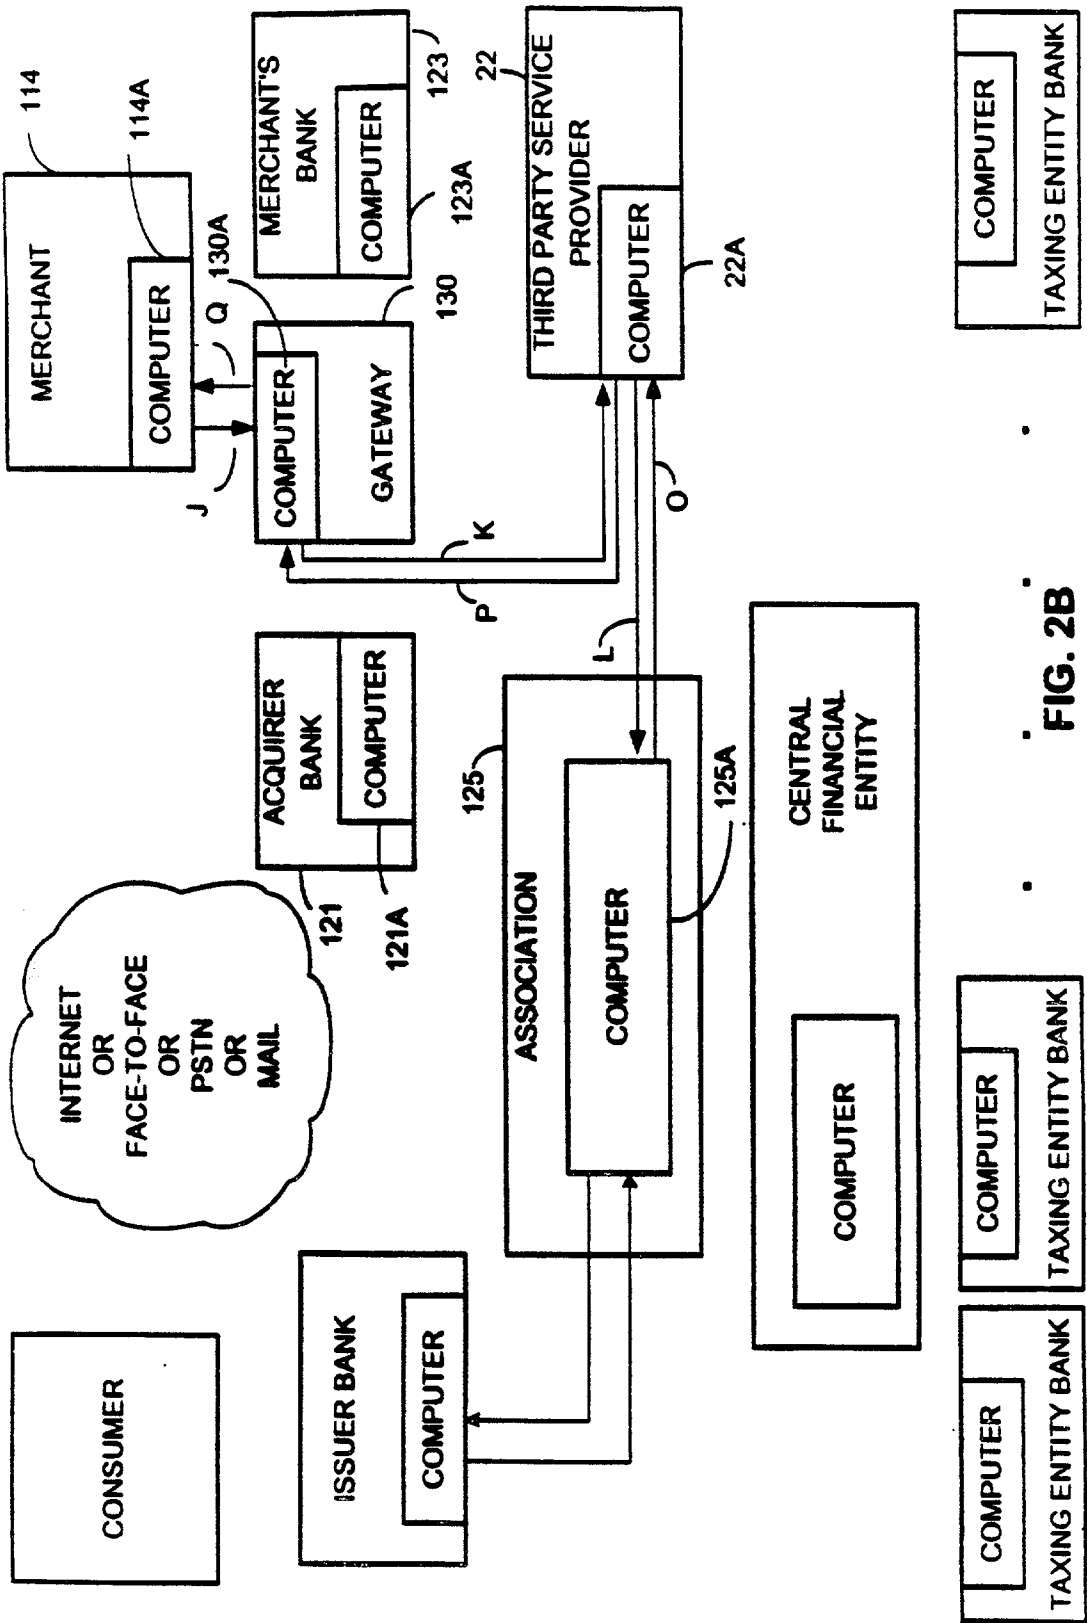 CONSUMER
INTERNET
OR
FACE-TO-FACE
OR
PSTN
OR
MAIL
MERCHANT
COMPUTER
114
114A
J
Q
130A
ISSUER BANK
COMPUTER
ACQUIRER
BANK
COMPUTER
121
121A
COMPUTER
GATEWAY
130
MERCHANT'S
BANK
COMPUTER
123A
123
P
K
125
ASSOCIATION
COMPUTER
125A
L
O
THIRD PARTY SERVICE
PROVIDER
COMPUTER
22
22A
COMPUTER
CENTRAL
FINANCIAL
ENTITY
COMPUTER
TAXING ENTITY BANK
COMPUTER
TAXING ENTITY BANK
COMPUTER
TAXING ENTITY BANK
FIG. 2B